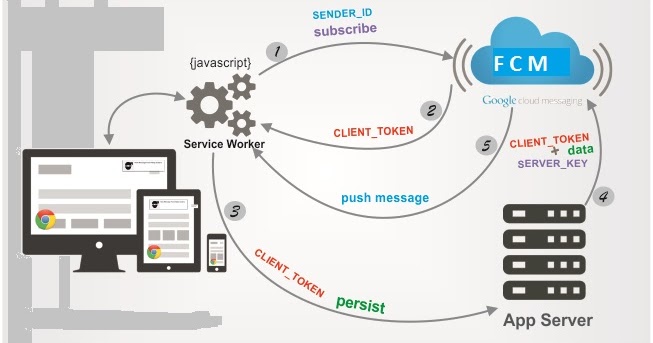 SENDER_ID
subscribe
1
{javascript}
FCM
Google cloud messaging
2
CLIENT_TOKEN
Service Worker
5
CLIENT_TOKEN
+ data
SERVER_KEY
push message
3
4
CLIENT_TOKEN
persist
App Server